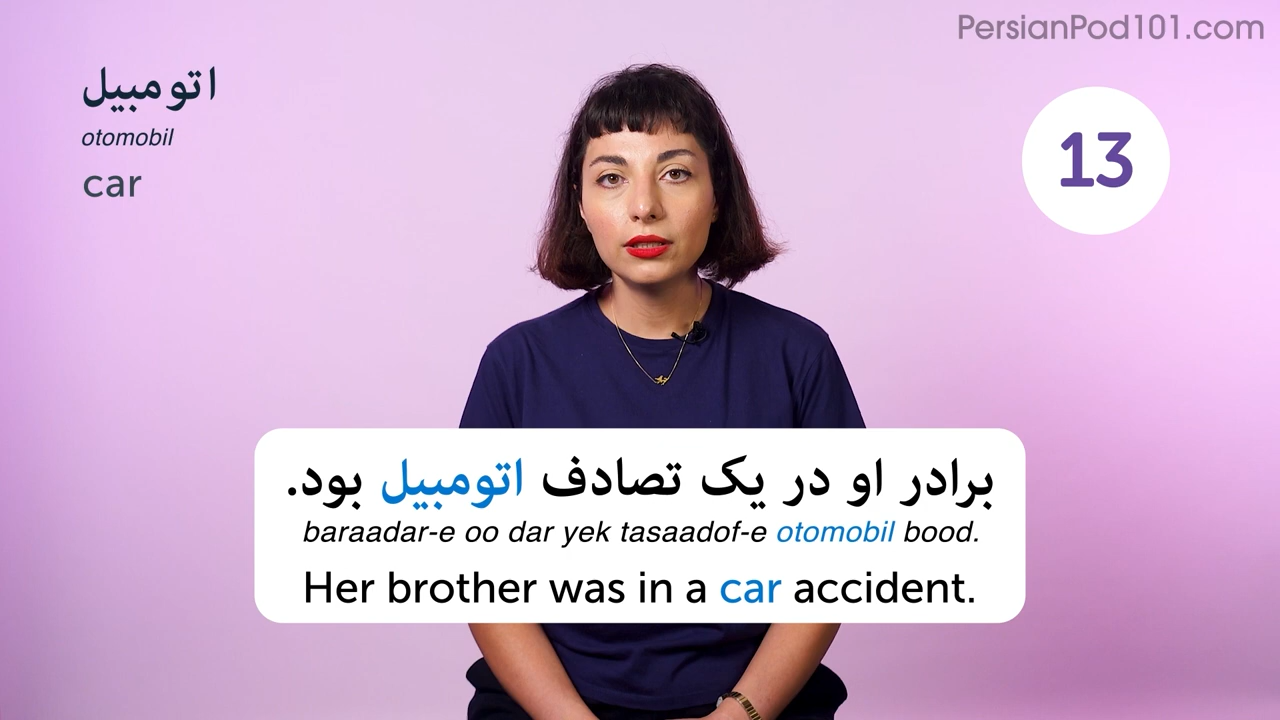 PersianPod101.com
اتومبیل
otomobil
car
13
برادر او در یک تصادف اتومبیل بود.
baraadar-e oo dar yek tasaadof-e otomobil bood.
Her brother was in a car accident.